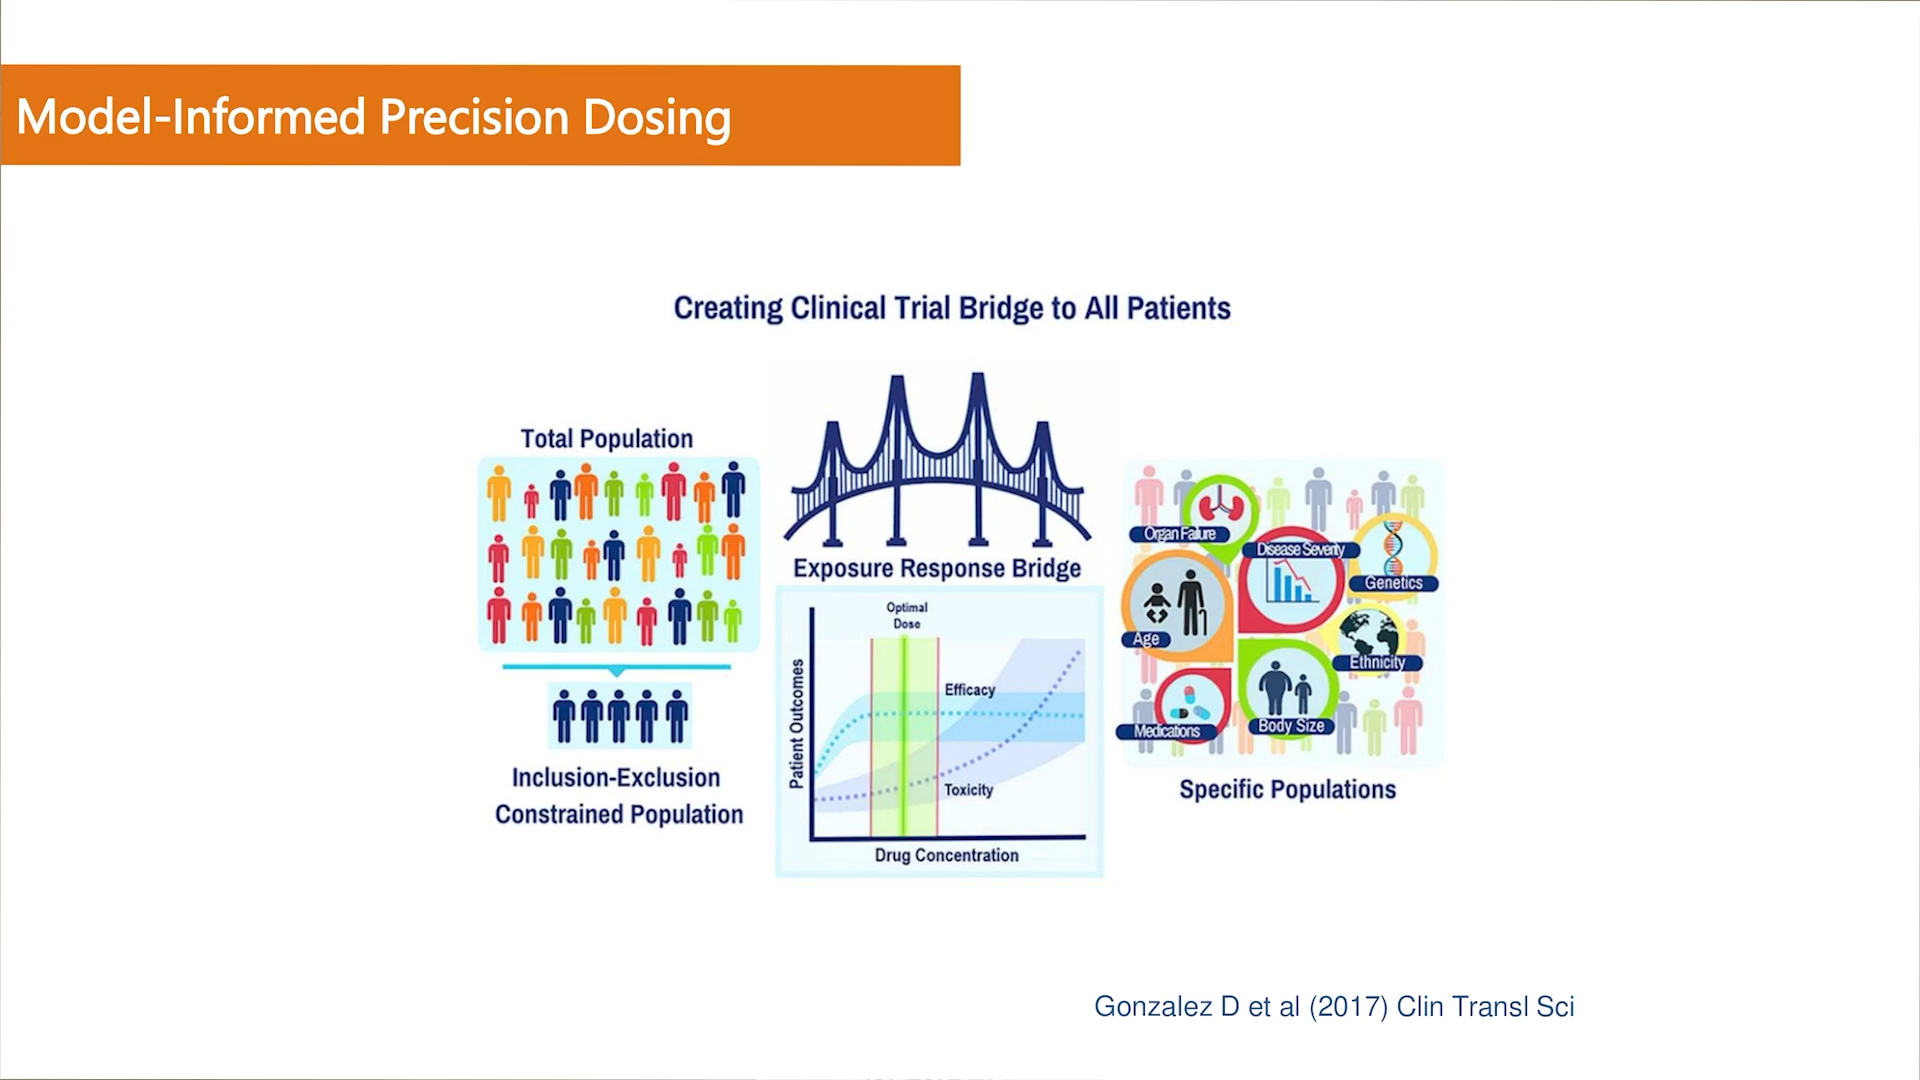 Model-Informed Precision Dosing
Creating Clinical Trial Bridge to All Patients
Total Population
Inclusion-Exclusion
Constrained Population
Exposure Response Bridge
Optimal
Dose
Efficacy
Toxicity
Patient Outcomes
Drug Concentration
Organ Failure
Disease Severity
Genetics
Age
Ethnicity
Medications
Body Size
Specific Populations
Gonzalez D et al (2017) Clin Transl Sci